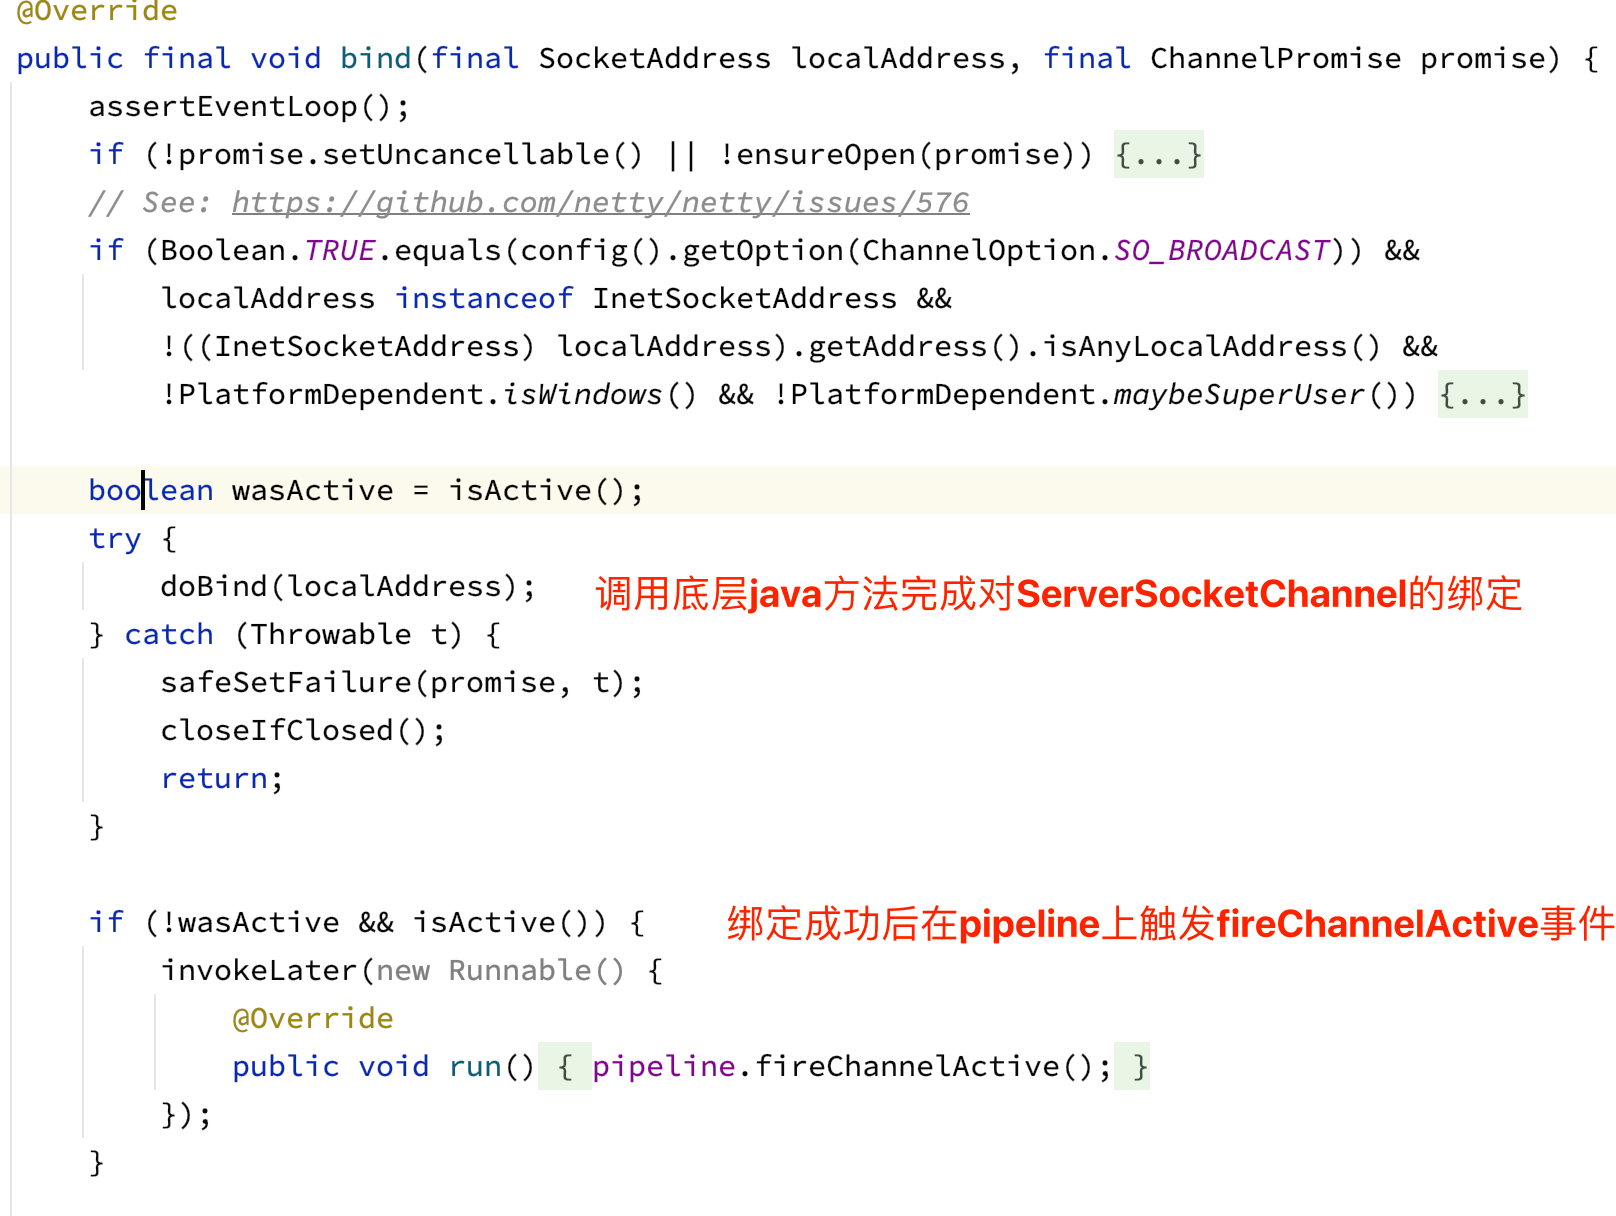 @Override
public final void bind(final SocketAddress localAddress, final ChannelPromise promise) {
assertEventLoop();
if (!promise.setUncancellable() || !ensureOpen(promise)) {...}
// See: https://github.com/netty/netty/issues/576
if (Boolean.TRUE.equals(config().getOption(ChannelOption.SO_BROADCAST)) &&
localAddress instanceof InetSocketAddress &&
!((InetSocketAddress) localAddress).getAddress().isAnyLocalAddress() &&
!PlatformDependent.isWindows() && !PlatformDependent.maybeSuperUser()) {...}
boolean wasActive = isActive();
try {
doBind(localAddress); 调用底层java方法完成对ServerSocketChannel的绑定
} catch (Throwable t) {
safeSetFailure(promise, t);
closeIfClosed();
return;
}
if (!wasActive && isActive()) { 绑定成功后在pipeline上触发fireChannelActive事件
invokeLater(new Runnable() {
@Override
public void run() { pipeline.fireChannelActive(); }
});
}